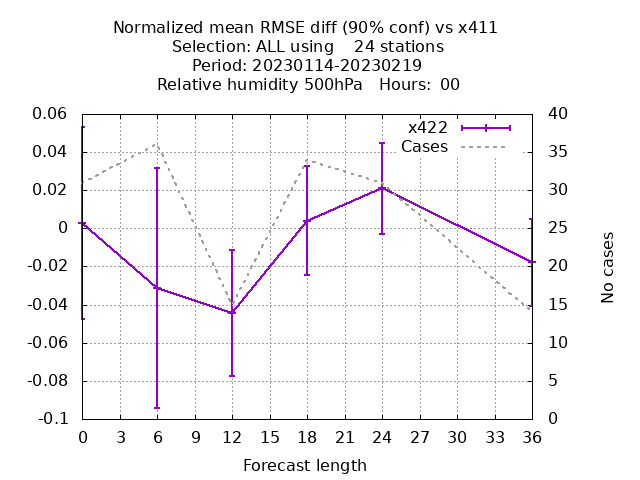 Normalized mean RMSE diff (90% conf) vs x411
Selection: ALL using    24 stations
Period: 20230114-20230219
Relative humidity 500hPa   Hours:  00
x422
Cases
0.06
0.04
0.02
0
-0.02
-0.04
-0.06
-0.08
-0.1
40
35
30
25
20
15
10
5
0
No cases
0 3 6 9 12 15 18 21 24 27 30 33 36
Forecast length